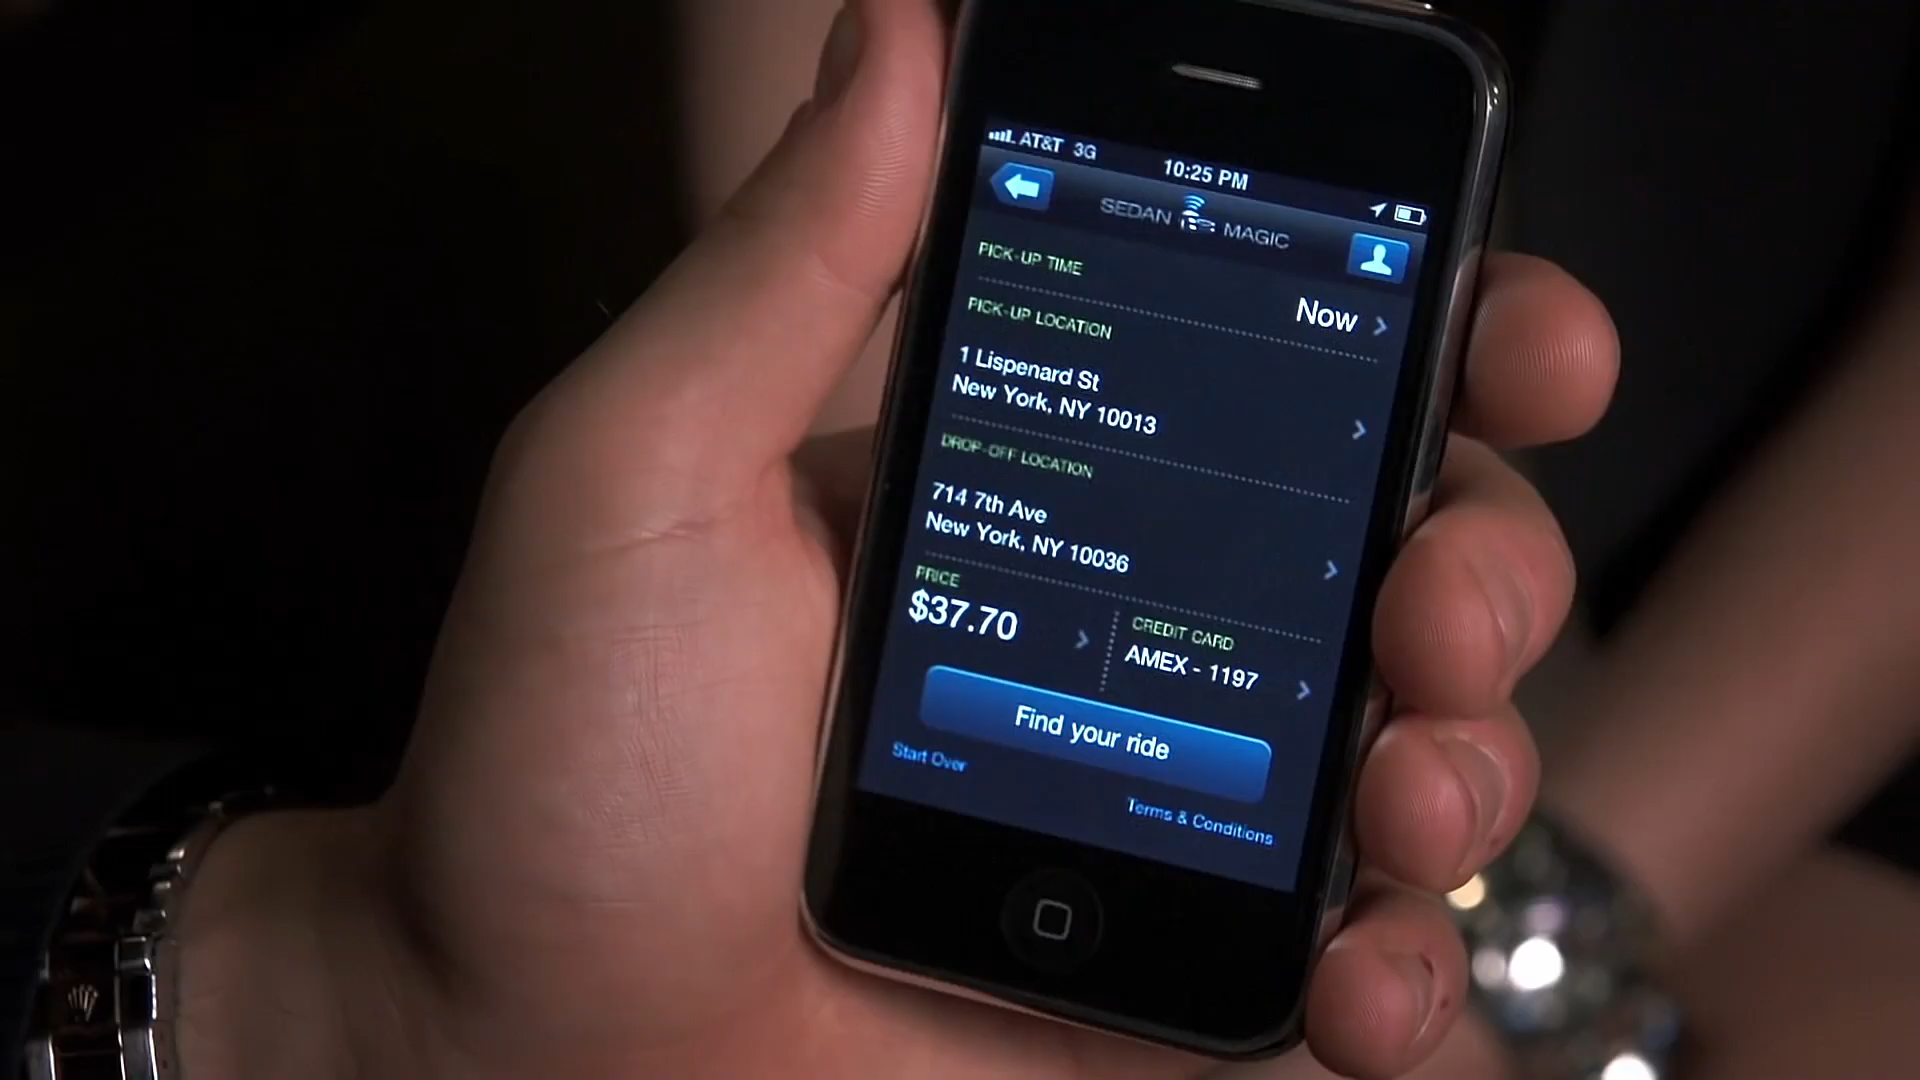 AT&T 3G 10:25 PM
SEDAN MAGIC
PICK-UP TIME
Now
PICK-UP LOCATION
1 Lispenard St
New York, NY 10013
DROP-OFF LOCATION
714 7th Ave
New York, NY 10036
PRICE
$37.70
CREDIT CARD
AMEX - 1197
Find your ride
Start Over
Terms & Conditions